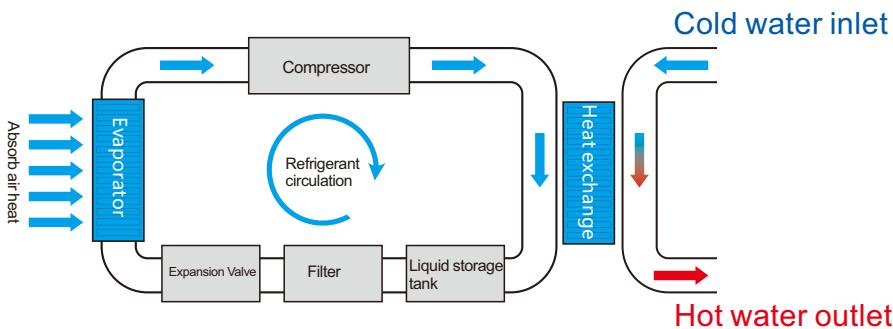 Cold water inlet
Compressor
Absorb air heat
Evaporator
Refrigerant
circulation
Heat exchange
Expansion Valve
Filter
Liquid storage
tank
Hot water outlet